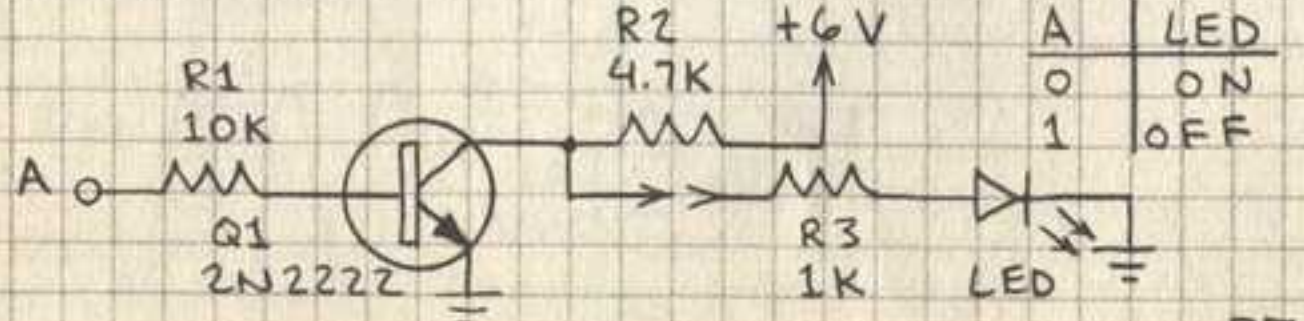 R1
10K
A
Q1
2N2222
R2
4.7K
+6V
R3
1K
LED
A LED
0 ON
1 OFF